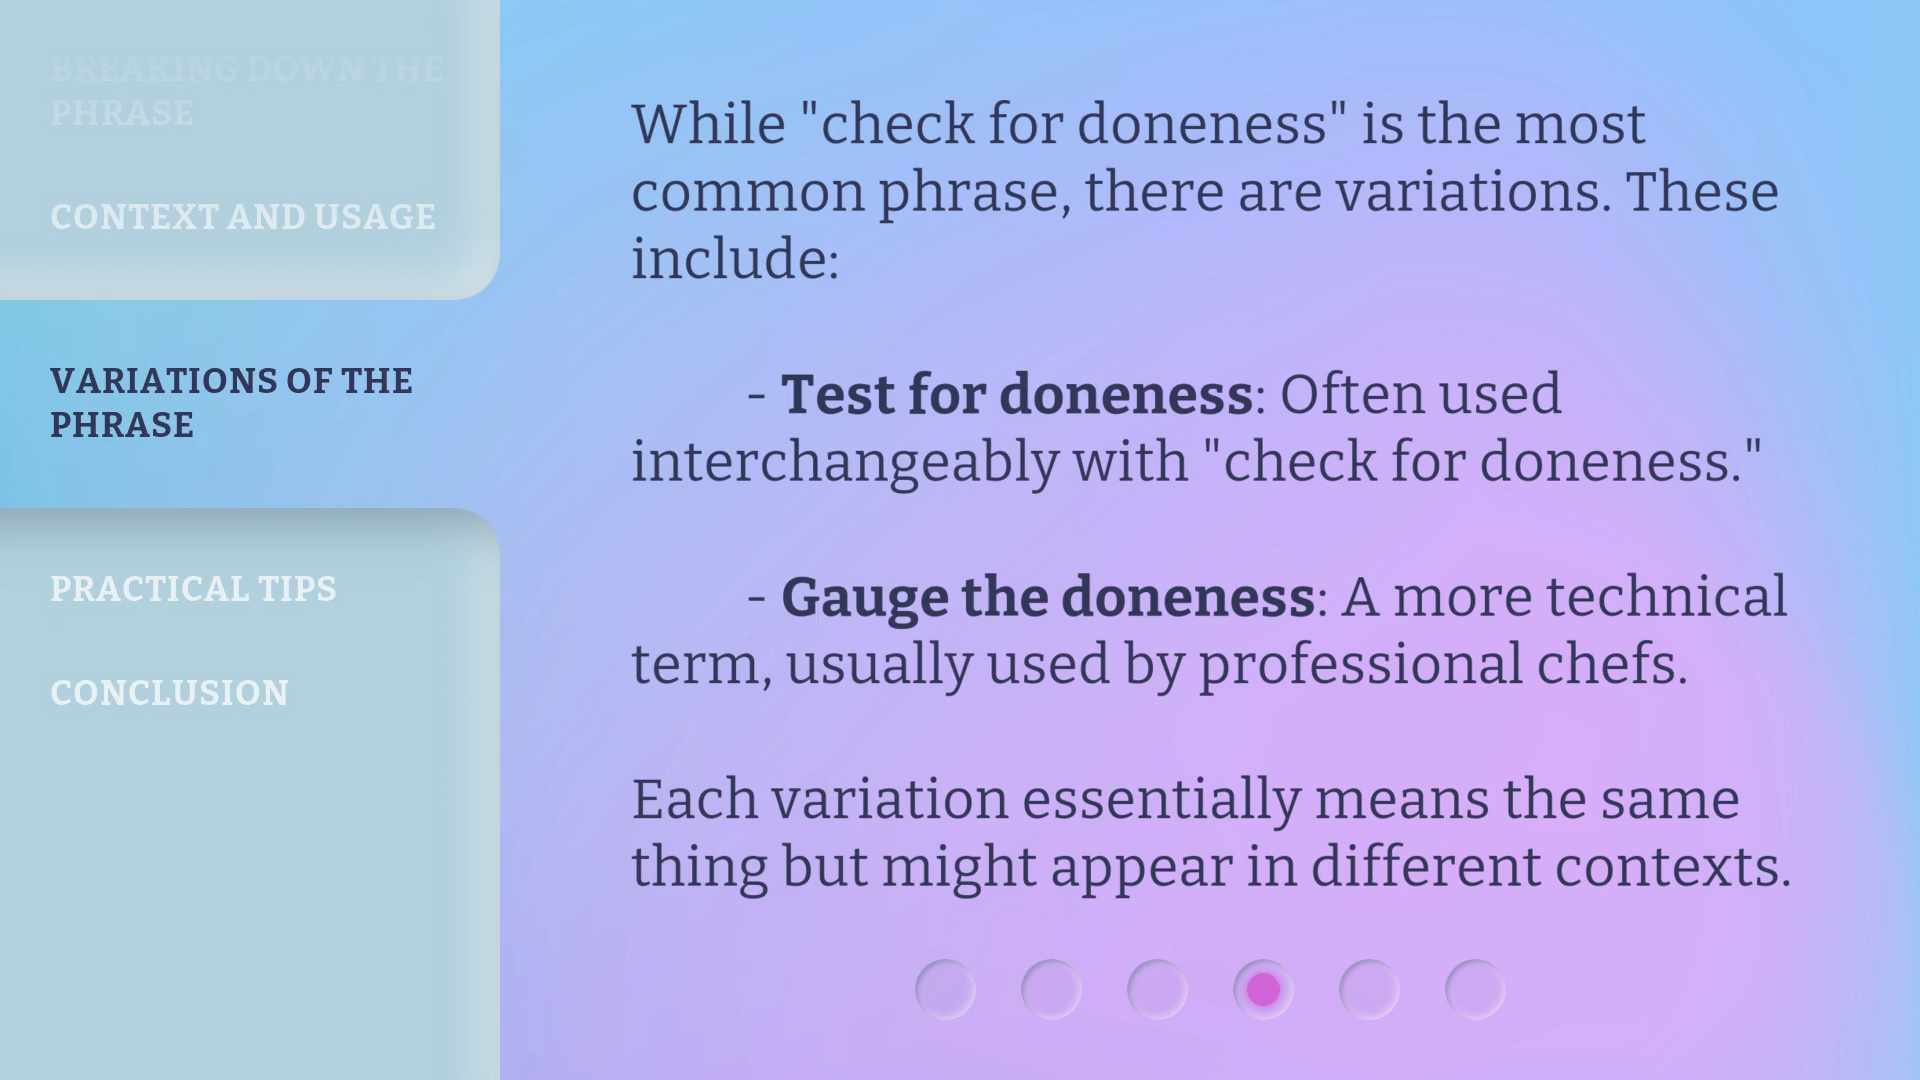 BREAKING DOWN THE
PHRASE
CONTEXT AND USAGE
VARIATIONS OF THE
PHRASE
PRACTICAL TIPS
CONCLUSION
While "check for doneness" is the most
common phrase, there are variations. These
include:
- Test for doneness: Often used
interchangeably with "check for doneness."
- Gauge the doneness: A more technical
term, usually used by professional chefs.
Each variation essentially means the same
thing but might appear in different contexts.